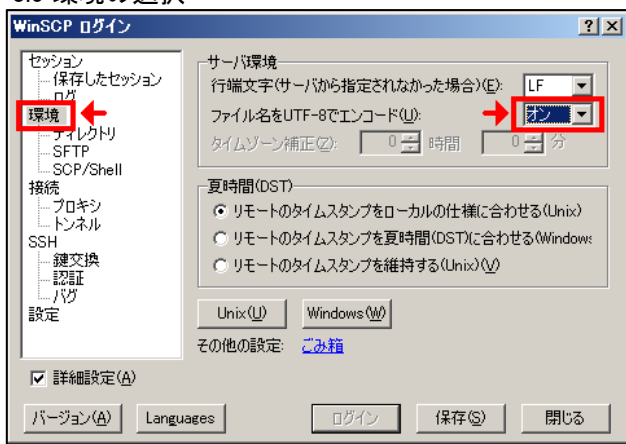 WinSCP ログイン
セッション
保存したセッション
ログ
環境
ディレクトリ
SFTP
SCP/Shell
接続
プロキシ
トンネル
SSH
鍵交換
認証
バグ
設定
サーバ環境
行端文字(サーバから指定されなかった場合)(E): LF
ファイル名をUTF-8でエンコード(U): オン
タイムゾーン補正(Z): 0 時間 0 分
夏時間(DST)
リモートのタイムスタンプをローカルの仕様に合わせる(Unix)
リモートのタイムスタンプを夏時間(DST)に合わせる(Windows
リモートのタイムスタンプを維持する(Unix)(V)
Unix(U) Windows(W)
その他の設定: ごみ箱
詳細設定(A)
バージョン(A) Languages ログイン 保存(S) 閉じる